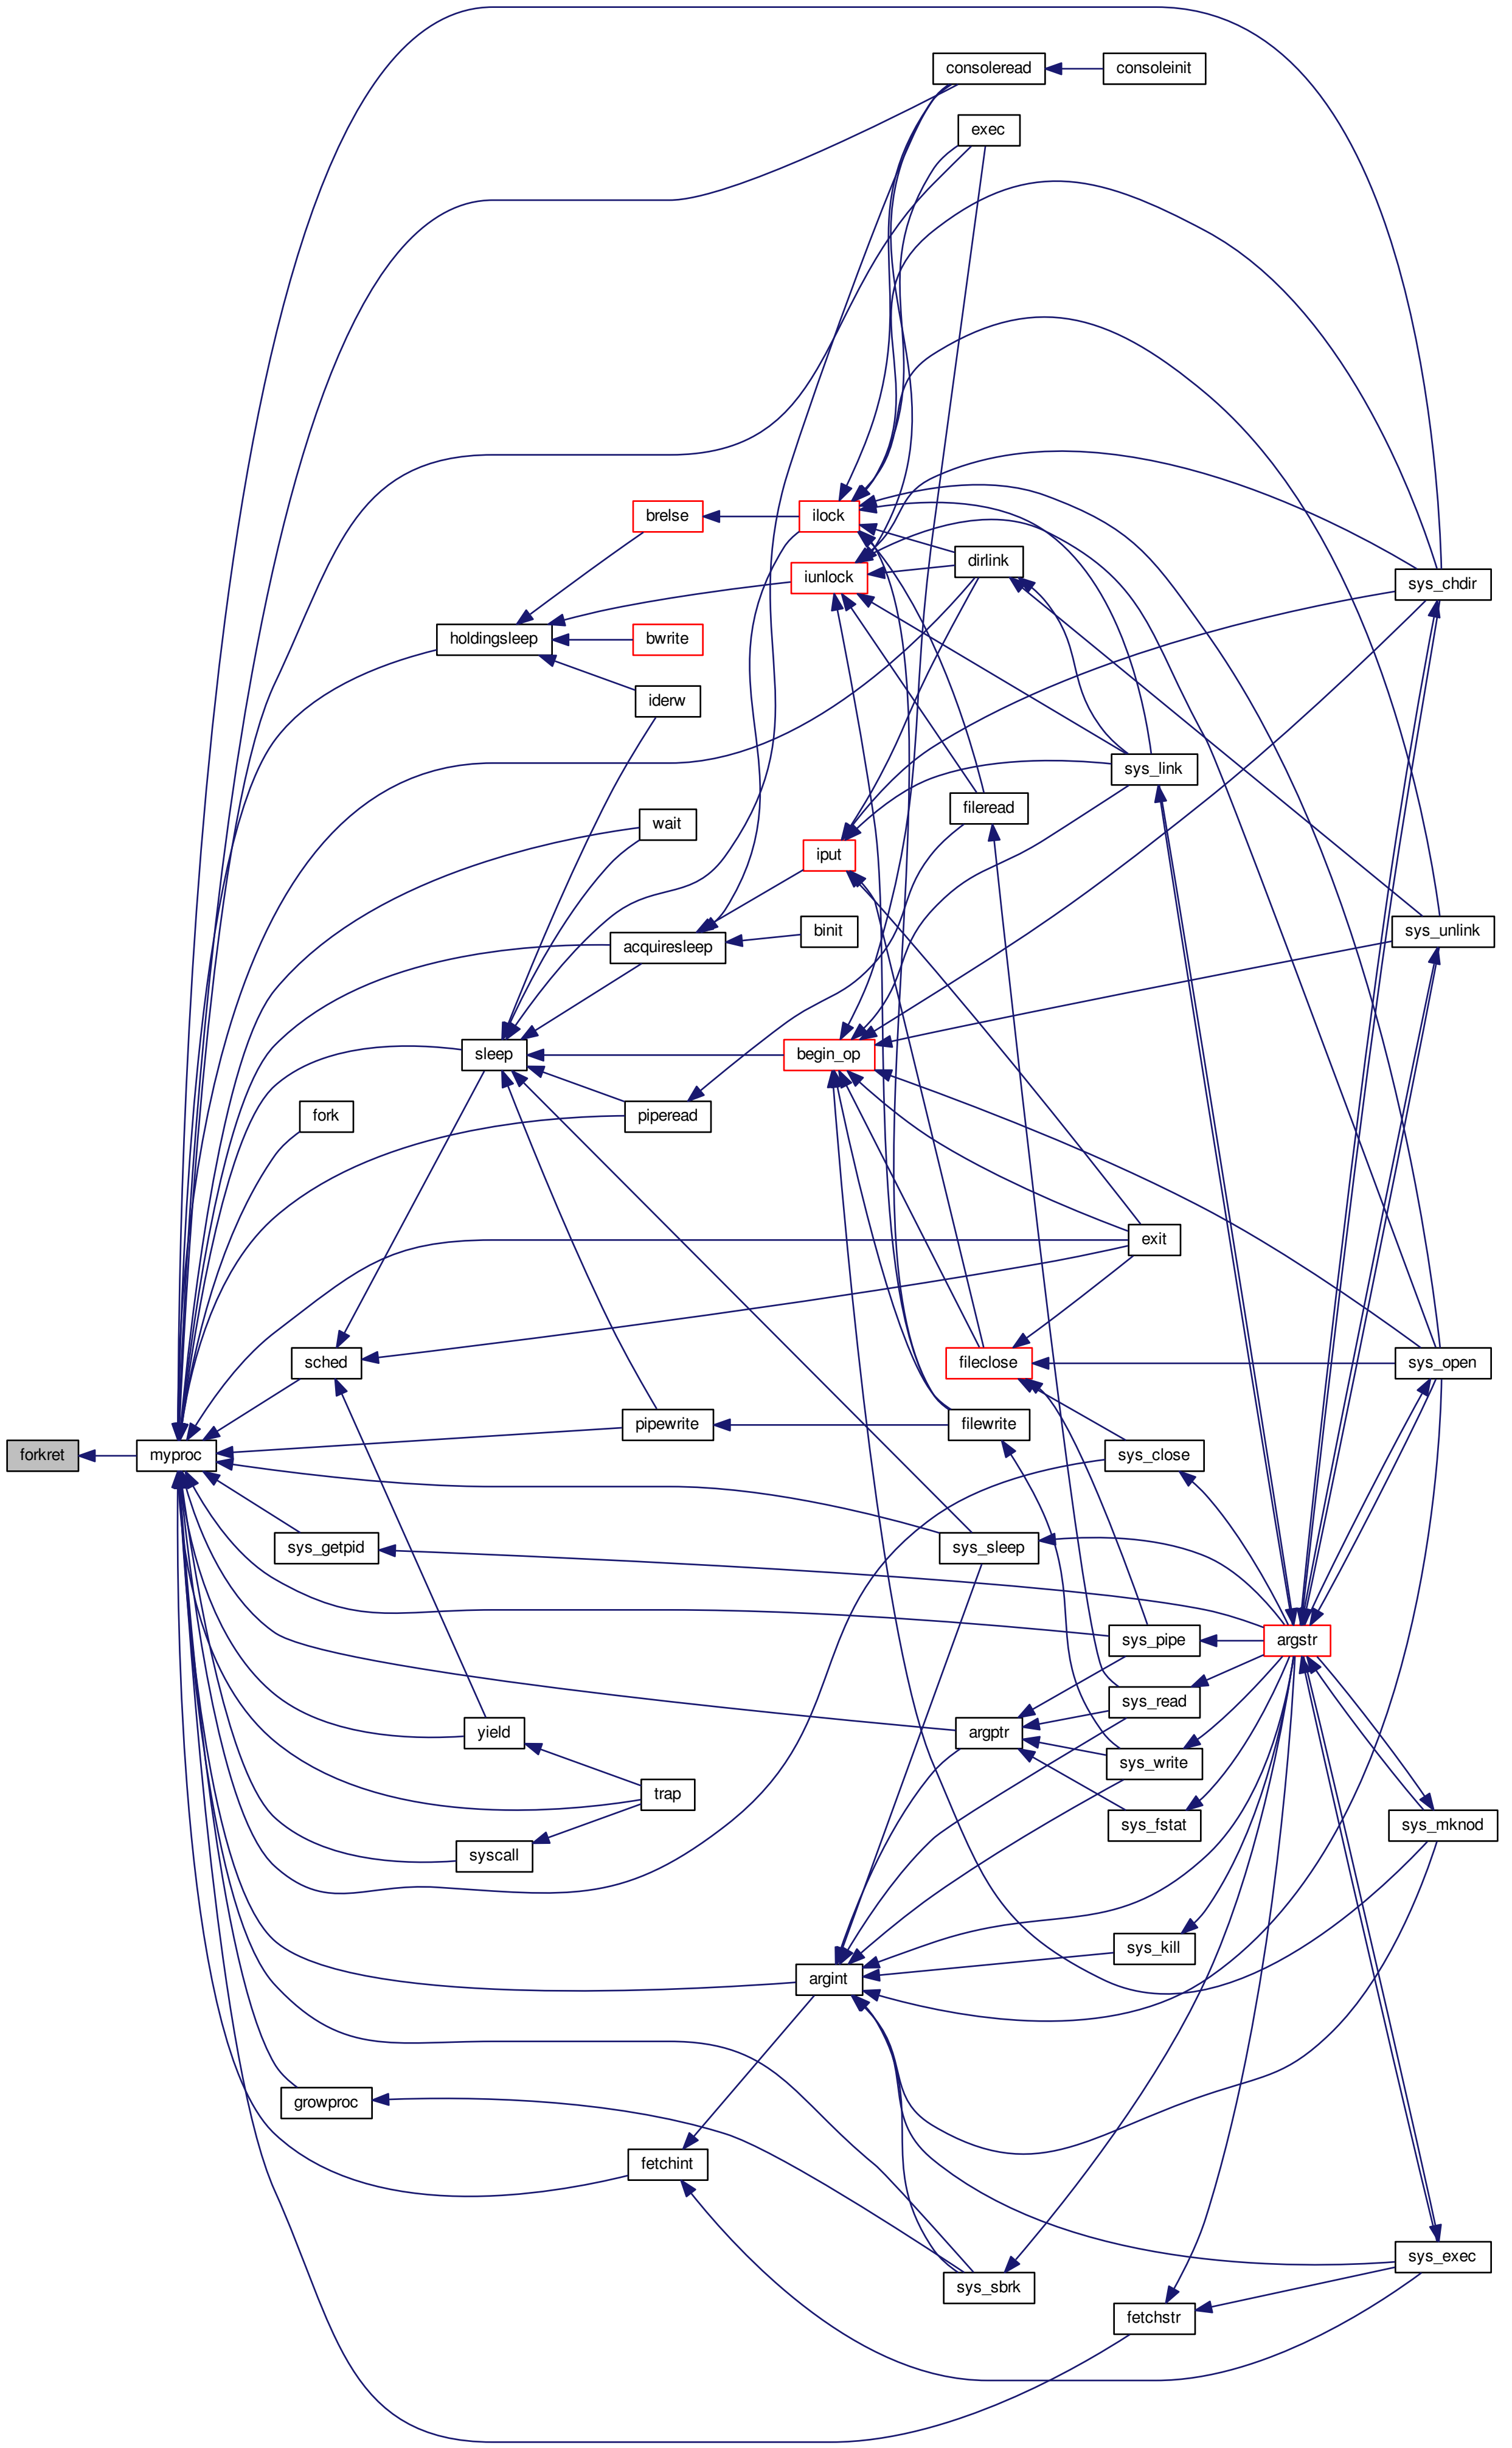 consoleread
consoleinit
exec
brelse
ilock
dirlink
iunlock
sys_chdir
holdingsleep
bwrite
iderw
sys_link
fileread
wait
iput
binit
sys_unlink
acquiresleep
sleep
begin_op
fork
piperead
exit
sched
fileclose
sys_open
pipewrite
filewrite
forkret
myproc
sys_close
sys_getpid
sys_sleep
sys_pipe
argstr
sys_read
yield
argptr
sys_write
trap
sys_fstat
sys_mknod
syscall
sys_kill
argint
growproc
fetchint
sys_exec
sys_sbrk
fetchstr